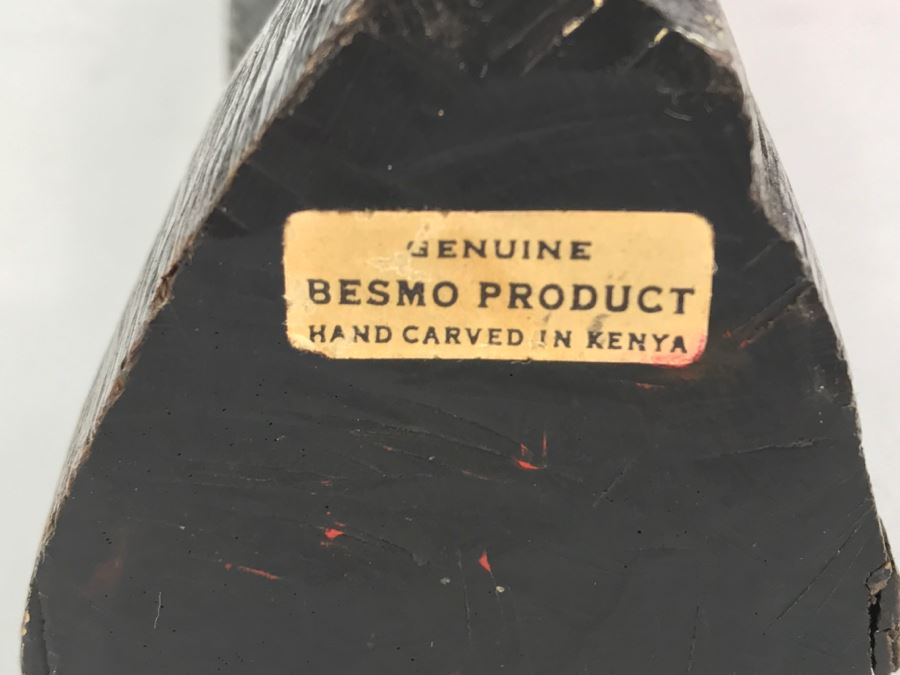 GENUINE
BESMO PRODUCT
HAND CARVED IN KENYA